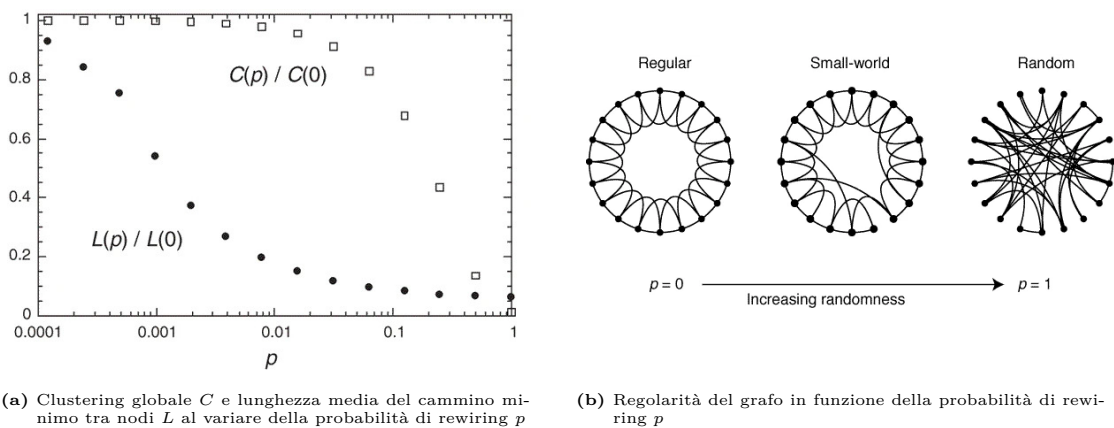 1
0.8
0.6
0.4
0.2
0
C(p) / C(0)
L(p) / L(0)
0.0001
0.001
0.01
0.1
1
p
Regular
Small-world
Random
p = 0
Increasing randomness
p = 1
(a) Clustering globale C e lunghezza media del cammino mi-
nimo tra nodi L al variare della probabilità di rewiring p
(b) Regolarità del grafo in funzione della probabilità di rewi-
ring p